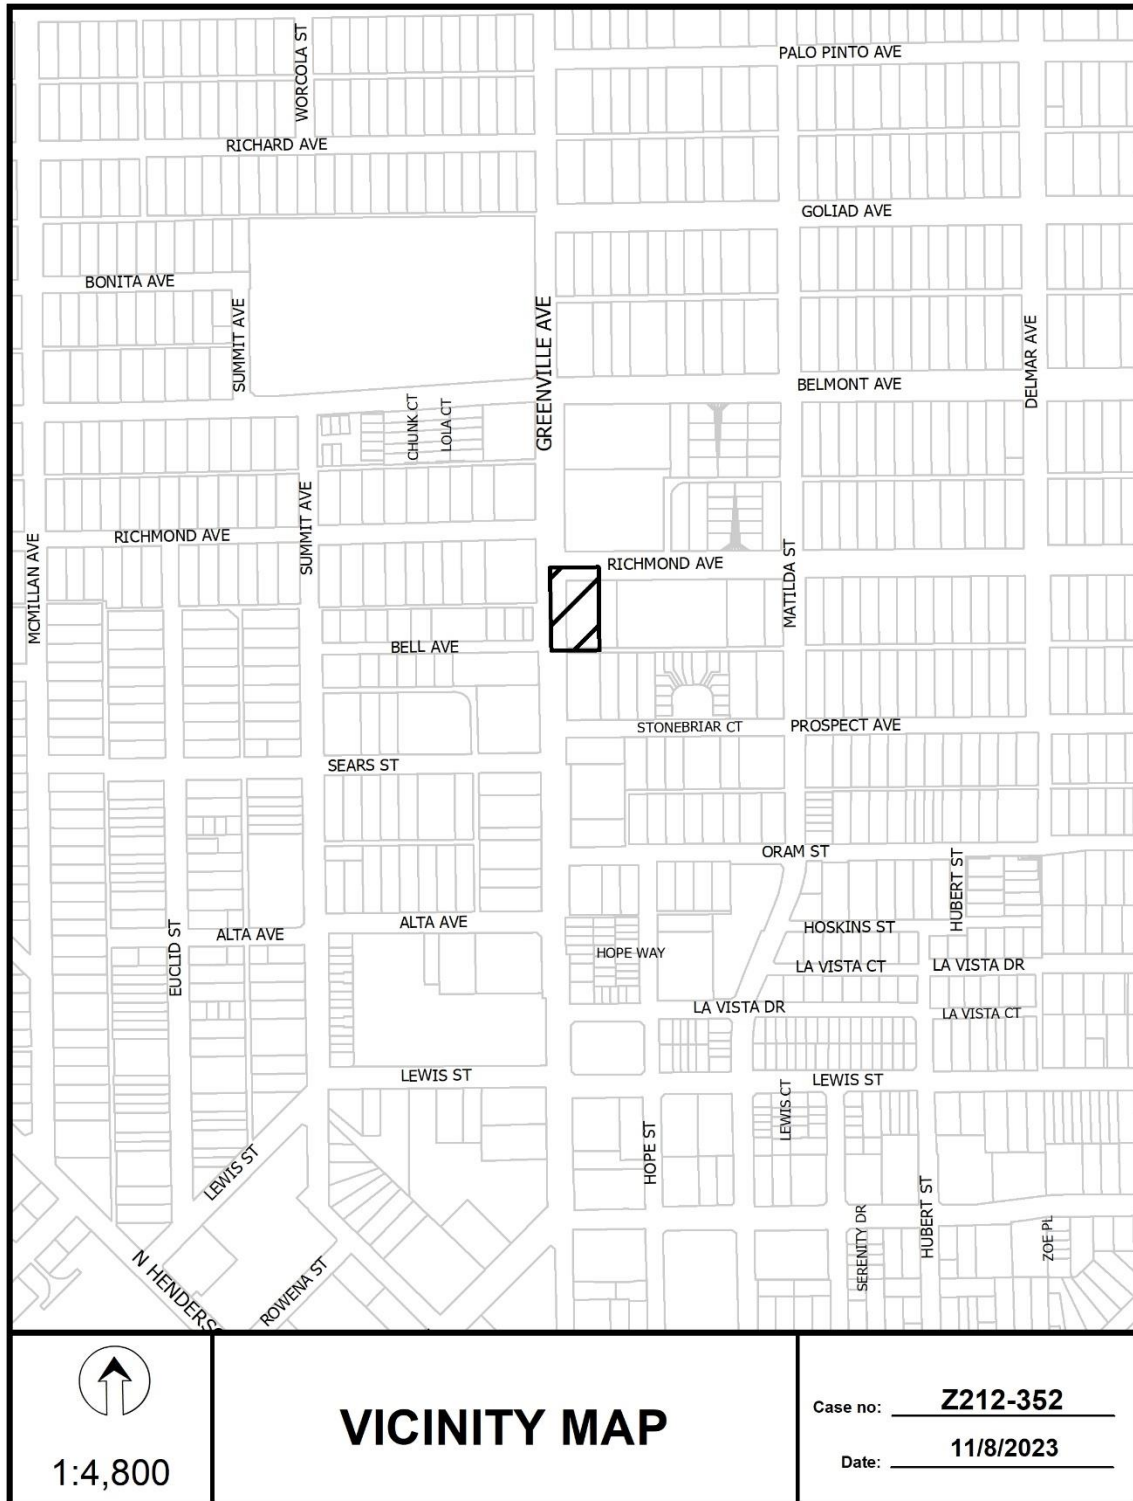 PALO PINTO AVE
WORCOLA ST
RICHARD AVE
GOLIAD AVE
BONITA AVE
SUMMIT AVE
GREENVILLE AVE
DELMAR AVE
BELMONT AVE
CHUNK CT
LOLA CT
SUMMIT AVE
RICHMOND AVE
MCMILLAN AVE
RICHMOND AVE
MATILDA ST
BELL AVE
STONEBRIAR CT
PROSPECT AVE
SEARS ST
ORAM ST
HUBERT ST
EUCLID ST
ALTA AVE
ALTA AVE
HOSKINS ST
HOPE WAY
LA VISTA CT
LA VISTA DR
LA VISTA DR
LA VISTA CT
LEWIS ST
LEWIS ST
LEWIS CT
HOPE ST
LEWIS ST
HUBERT ST
SERENITY DR
ZOE PL
N HENDERS
ROWENA ST
1:4,800
VICINITY MAP
Case no: Z212-352
Date: 11/8/2023